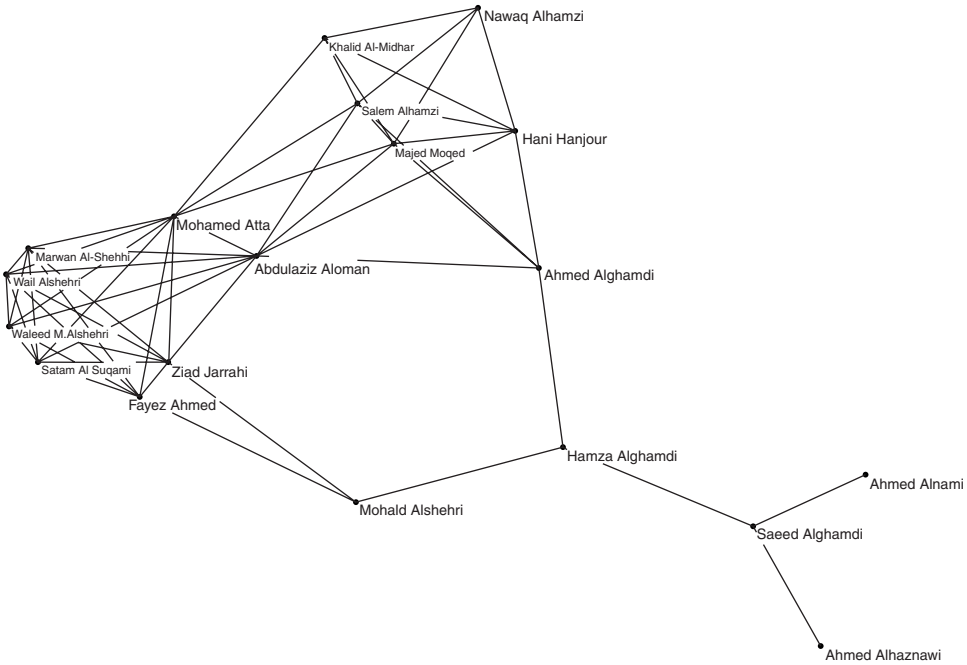 Nawaq Alhamzi
Khalid Al-Midhar
Salem Alhamzi
Hani Hanjour
Majed Moqed
Mohamed Atta
Marwan Al-Shehhi
Abdulaziz Aloman
Ahmed Alghamdi
Wail Alshehri
Waleed M.Alshehri
Satam Al Suqami
Ziad Jarrahi
Fayez Ahmed
Hamza Alghamdi
Ahmed Alnami
Mohald Alshehri
Saeed Alghamdi
Ahmed Alhaznawi